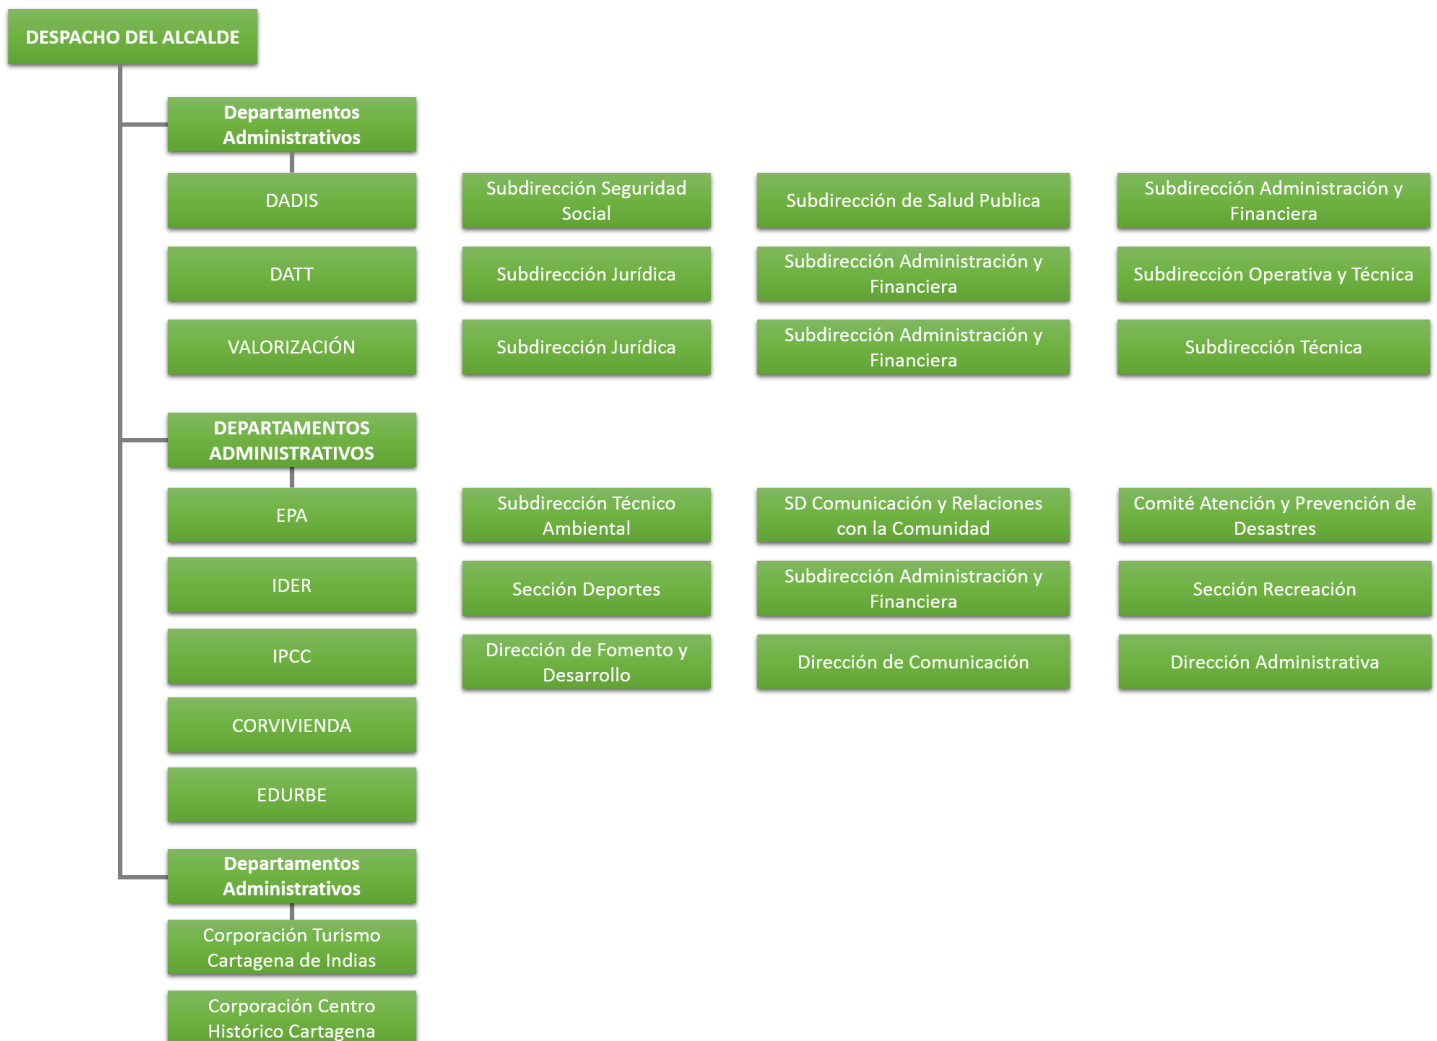 DESPACHO DEL ALCALDE
Departamentos
Administrativos
DADIS
Subdirección Seguridad
Social
Subdirección de Salud Publica
Subdirección Administración y
Financiera
DATT
Subdirección Jurídica
Subdirección Administración y
Financiera
Subdirección Operativa y Técnica
VALORIZACIÓN
Subdirección Jurídica
Subdirección Administración y
Financiera
Subdirección Técnica
DEPARTAMENTOS
ADMINISTRATIVOS
EPA
Subdirección Técnico
Ambiental
SD Comunicación y Relaciones
con la Comunidad
Comité Atención y Prevención de
Desastres
IDER
Sección Deportes
Subdirección Administración y
Financiera
Sección Recreación
IPCC
Dirección de Fomento y
Desarrollo
Dirección de Comunicación
Dirección Administrativa
CORVIVIENDA
EDURBE
Departamentos
Administrativos
Corporación Turismo
Cartagena de Indias
Corporación Centro
Histórico Cartagena